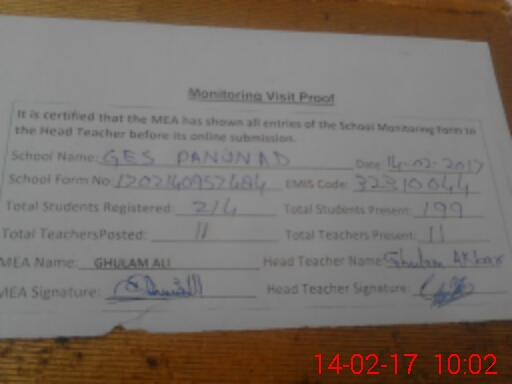 Monitoring Visit Proof
It is certified that the MEA has shown all entries of the School Monitoring Form to
the Head Teacher before its online submission.
School Name: GES PANJNAD Date: 14-02-2017
School Form No: EMIS Code: 32310044
Total Students Registered: 214 Total Students Present: 199
Total TeachersPosted: 11 Total Teachers Present: 11
MEA Name: GHULAM ALI Head Teacher Name: Ghulam Akbar
MEA Signature: Head Teacher Signature:
14-02-17 10:02